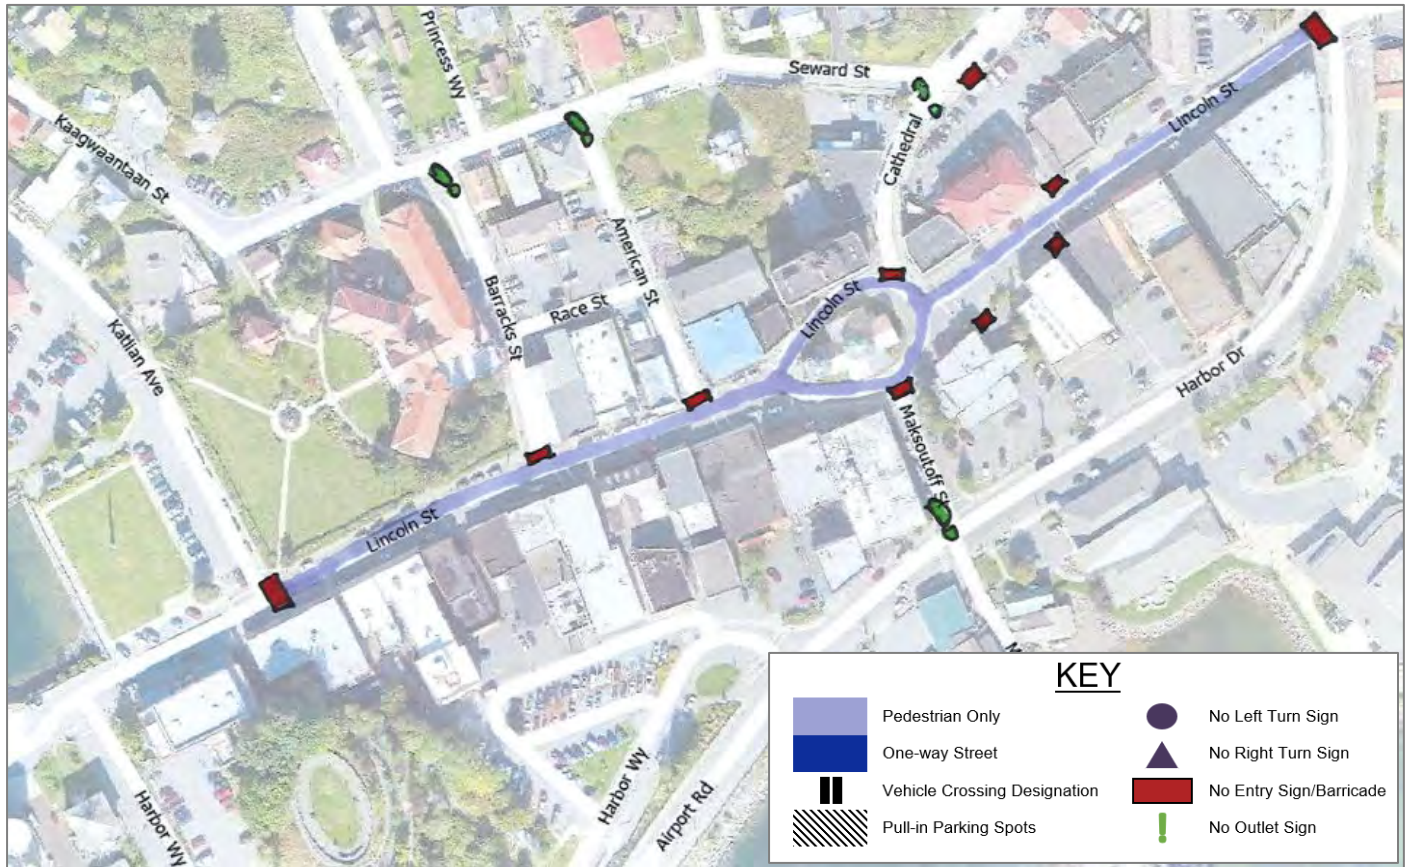 Princess Wy
Seward St
Lincoln St
Kaagwaantaan St
Cathedral
American St
Barracks St
Race St
Lincoln St
Katlian Ave
Harbor Dr
Maksoutoff St
Lincoln St
M
Harbor Wy
Harbor Wy
Airport Rd
KEY
Pedestrian Only
No Left Turn Sign
One-way Street
No Right Turn Sign
Vehicle Crossing Designation
No Entry Sign/Barricade
Pull-in Parking Spots
No Outlet Sign